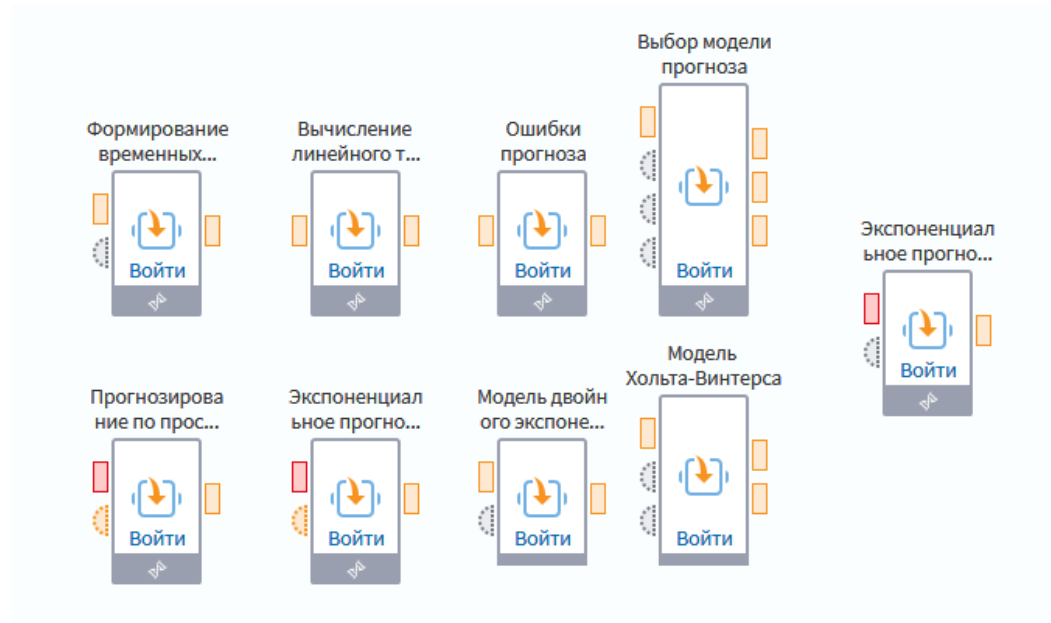 Формирование
временных...
Войти
Вычисление
линейного т...
Войти
Ошибки
прогноза
Войти
Выбор модели
прогноза
Войти
Экспоненциал
ьное прогно...
Войти
Прогнозирова
ние по прос...
Войти
Экспоненциал
ьное прогно...
Войти
Модель двойн
ого экспоне...
Войти
Модель
Хольта-Винтерса
Войти